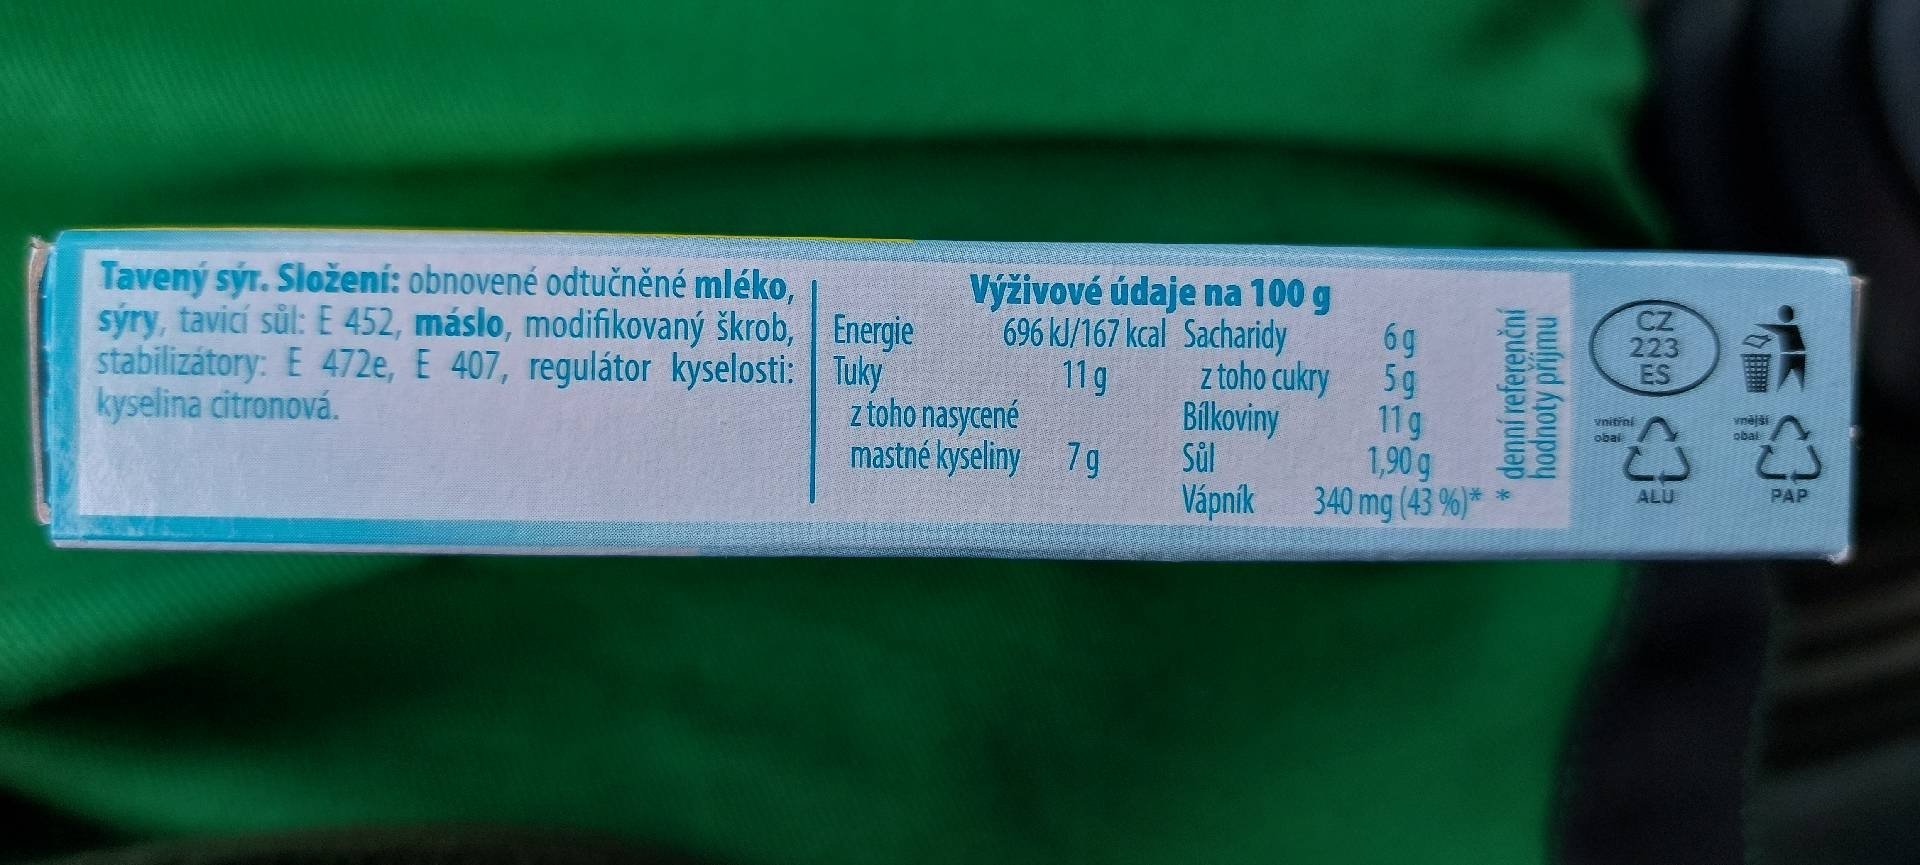 Tavený sýr. Složení: obnovené odtučněné mléko,
sýry, tavicí sůl: E 452, máslo, modifikovaný škrob,
stabilizátory: E 472e, E 407, regulátor kyselosti:
kyselina citronová.
Výživové údaje na 100 g
Energie 696 kJ/167 kcal
Tuky 11 g
z toho nasycené
mastné kyseliny 7 g
Sacharidy 6 g
z toho cukry 5 g
Bílkoviny 11 g
Sůl 1,90 g
Vápník 340 mg (43 %)*
* denní referenční
hodnoty příjmu
CZ
223
ES
vnitřní
obal
ALU
vnější
obal
PAP